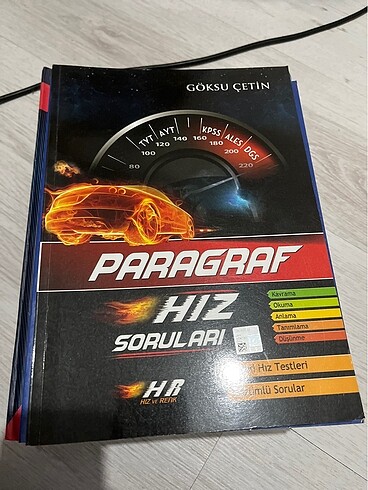 GÖKSU ÇETİN
TYT AYT KPSS ALES DGS
80 100 120 140 160 180 200 220
PARAGRAF
HIZ
SORULARI
Kavrama
Okuma
Anlama
Tanımlama
Düşünme
Hız Testleri
Sorular
HR
HIZ VE RENK